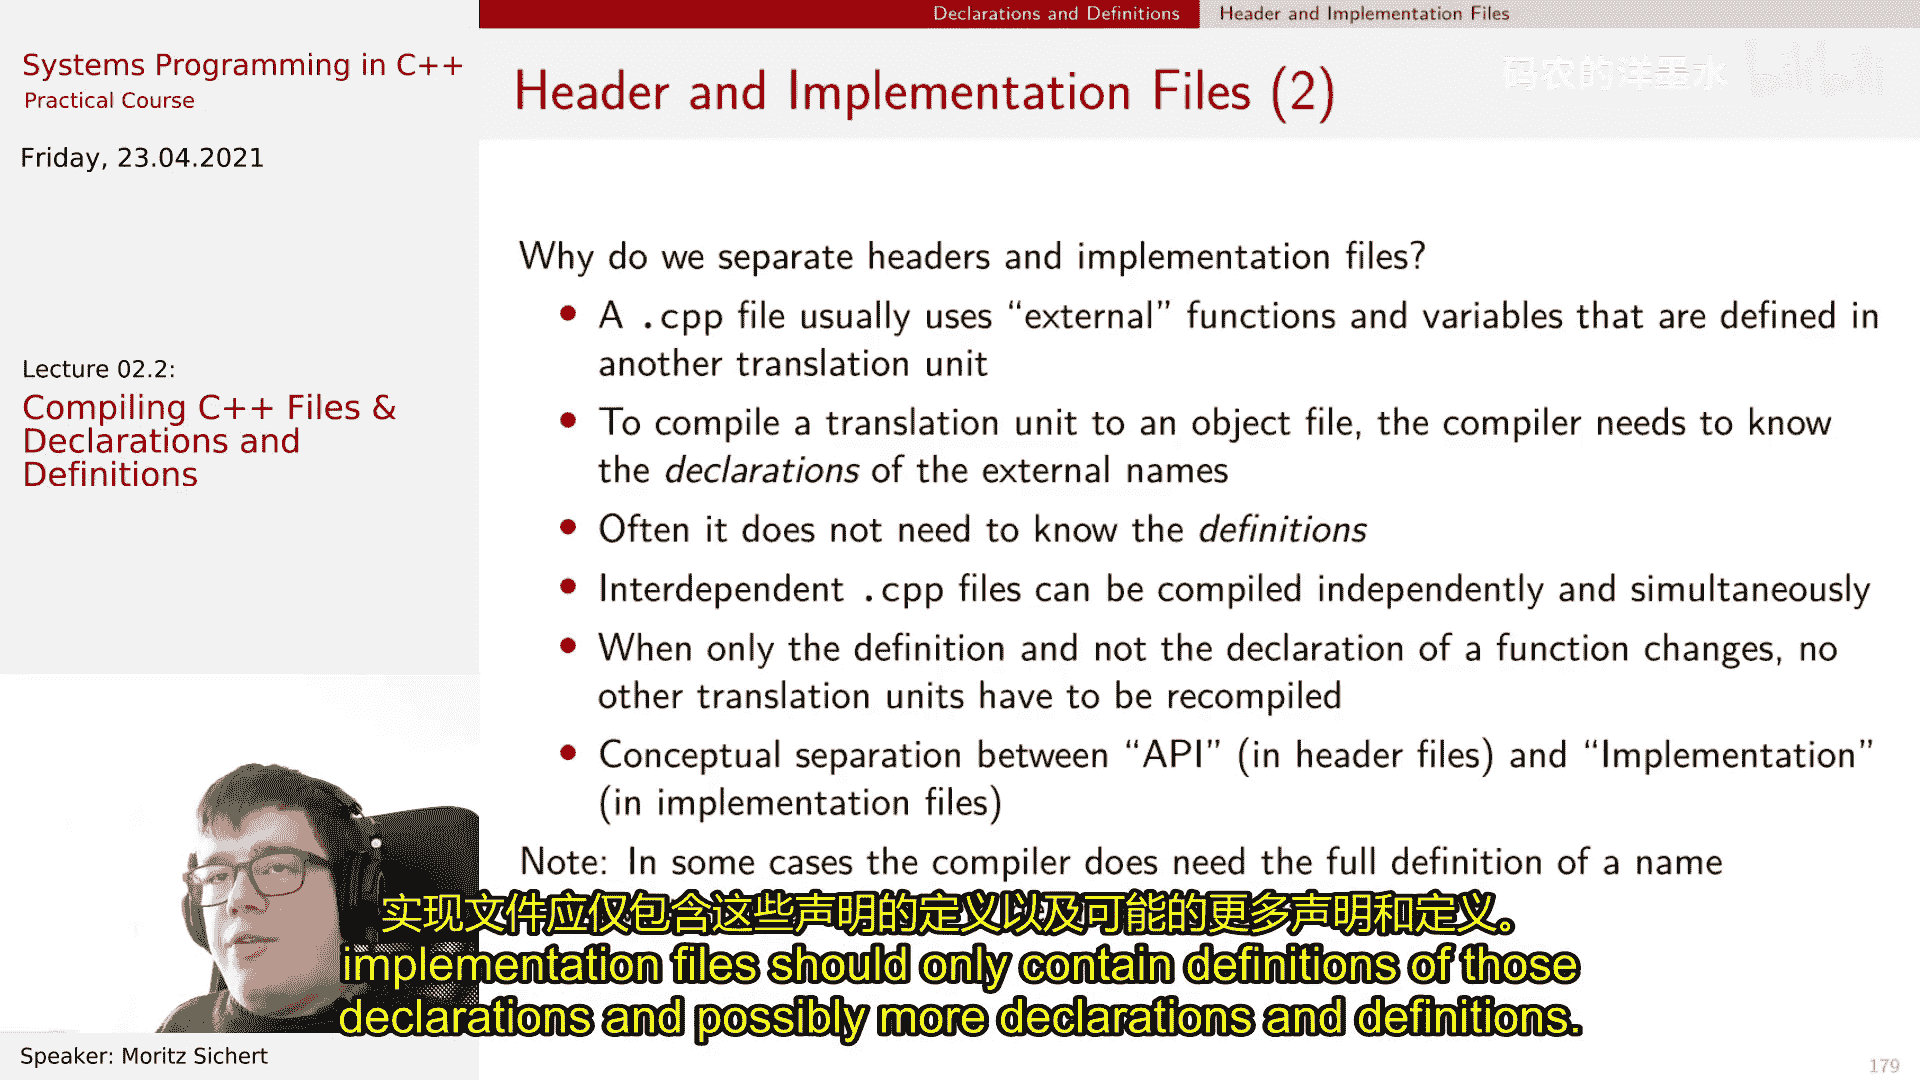 Declarations and Definitions
Header and Implementation Files
Systems Programming in C++
Practical Course
Friday, 23.04.2021
Lecture 02.2:
Compiling C++ Files &
Declarations and
Definitions
Header and Implementation Files (2)
码农的洋墨水
bilibili
Why do we separate headers and implementation files?
• A .cpp file usually uses “external” functions and variables that are defined in
another translation unit
• To compile a translation unit to an object file, the compiler needs to know
the declarations of the external names
• Often it does not need to know the definitions
• Interdependent .cpp files can be compiled independently and simultaneously
• When only the definition and not the declaration of a function changes, no
other translation units have to be recompiled
• Conceptual separation between “API” (in header files) and “Implementation”
(in implementation files)
Note: In some cases the compiler does need the full definition of a name
实现文件应仅包含这些声明的定义以及可能的更多声明和定义。
implementation files should only contain definitions of those
declarations and possibly more declarations and definitions.
Speaker: Moritz Sichert
179